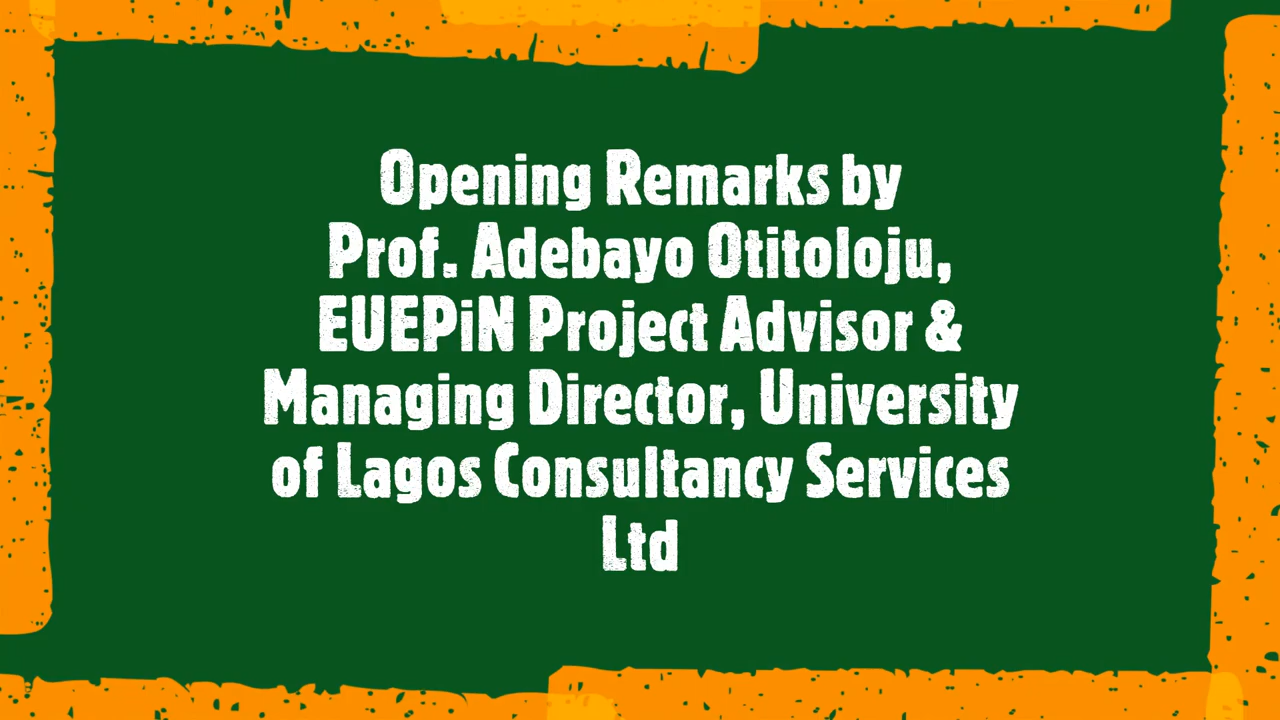 Opening Remarks by
Prof. Adebayo Otitoloju,
EUEPiN Project Advisor &
Managing Director, University
of Lagos Consultancy Services
Ltd